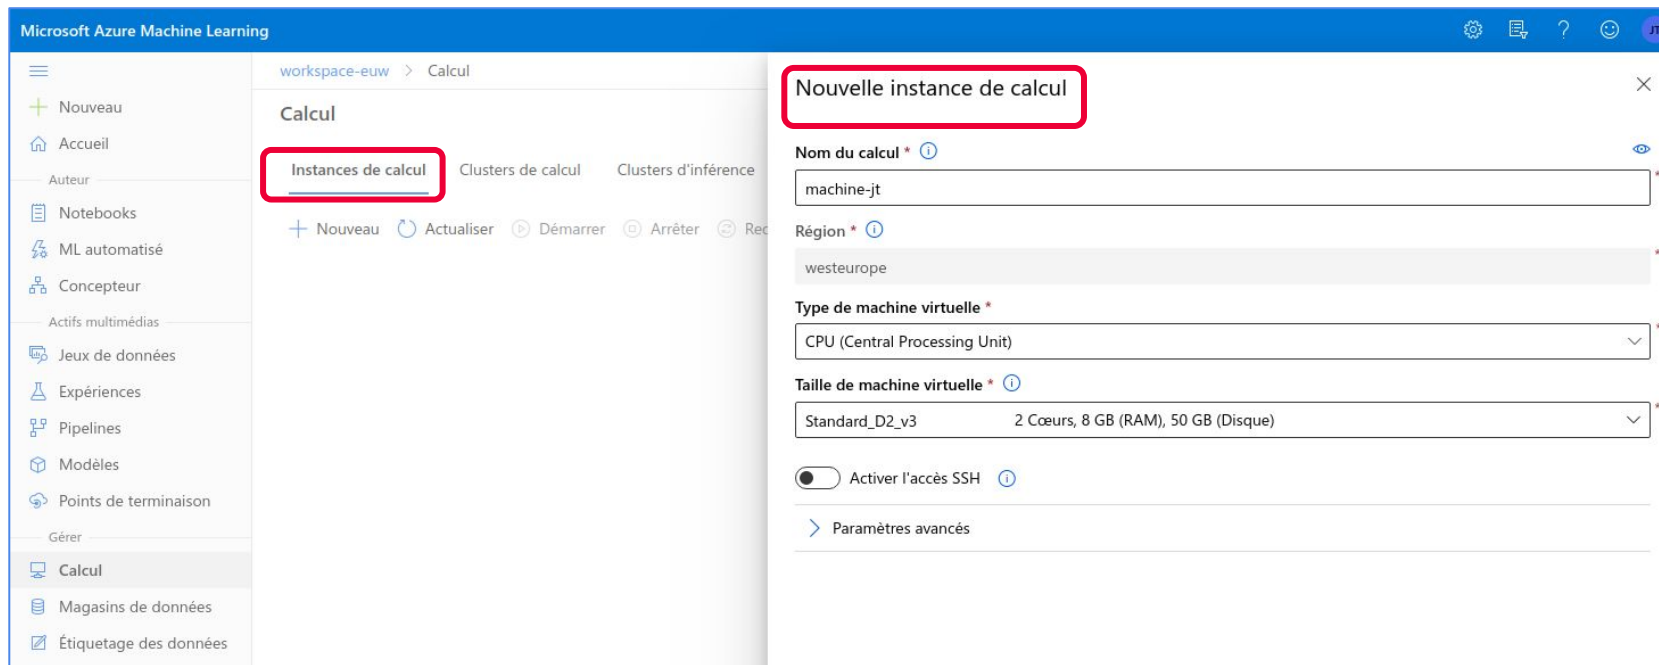 Microsoft Azure Machine Learning
JT
Nouveau
Accueil
Auteur
Notebooks
ML automatisé
Concepteur
Actifs multimédias
Jeux de données
Expériences
Pipelines
Modèles
Points de terminaison
Gérer
Calcul
Magasins de données
Étiquetage des données
workspace-euw > Calcul
Calcul
Instances de calcul Clusters de calcul Clusters d'inférence
Nouveau Actualiser Démarrer Arrêter
Nouvelle instance de calcul
Nom du calcul *
machine-jt
Région *
westeurope
Type de machine virtuelle *
CPU (Central Processing Unit)
Taille de machine virtuelle *
Standard_D2_v3 2 Cœurs, 8 GB (RAM), 50 GB (Disque)
Activer l'accès SSH
Paramètres avancés